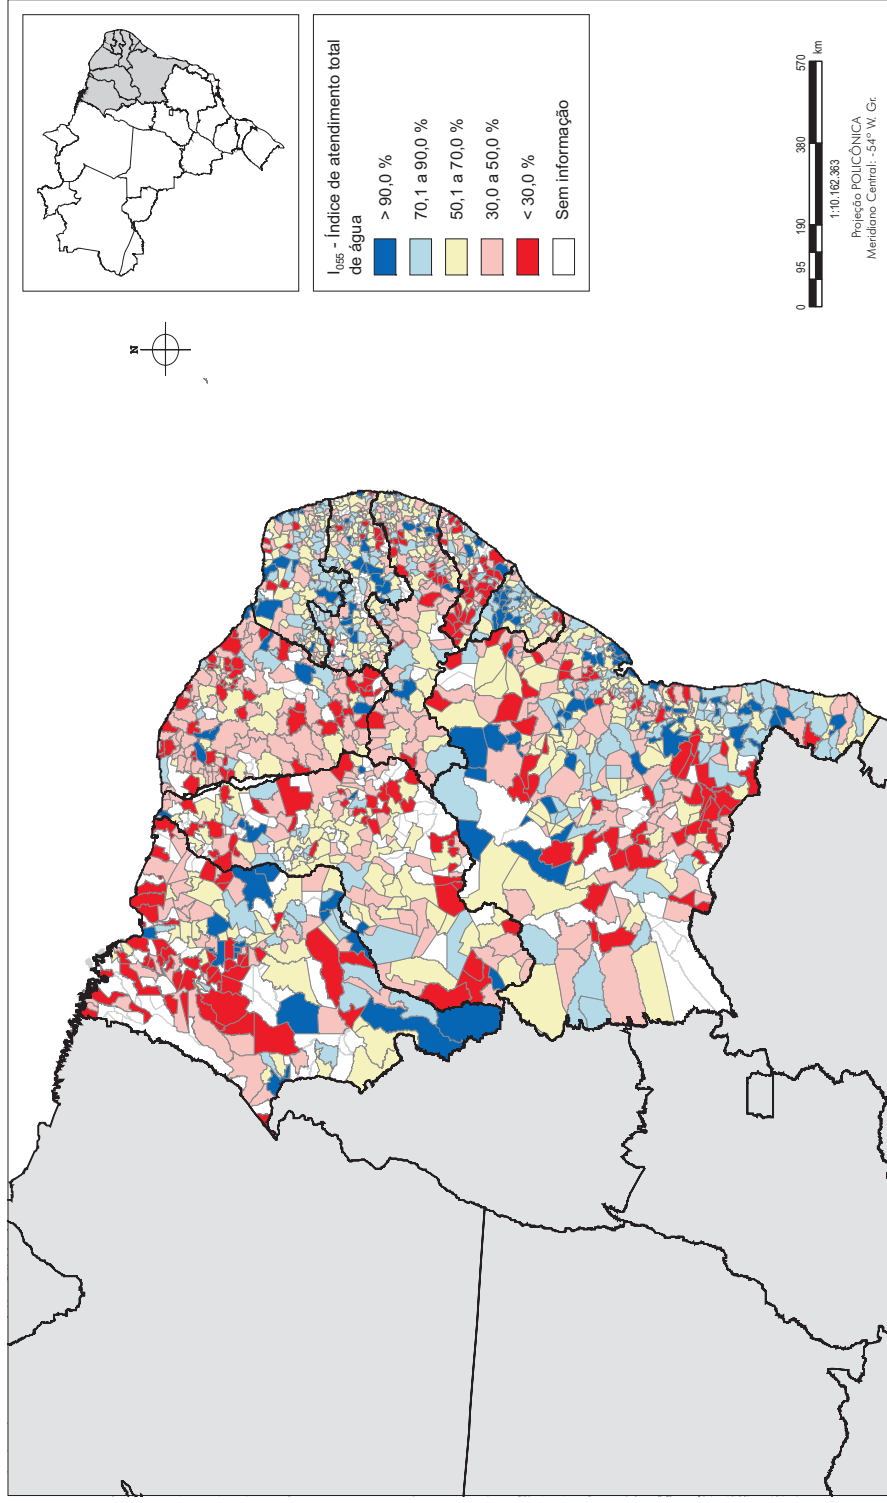 I055 - Índice de atendimento total
de água
> 90,0 %
70,1 a 90,0 %
50,1 a 70,0 %
30,0 a 50,0 %
< 30,0 %
Sem informação
N
0 95 190 380 570
km
1:10.162.363
Projeção POLICÔNICA
Meridiano Central: -54° W. Gr.